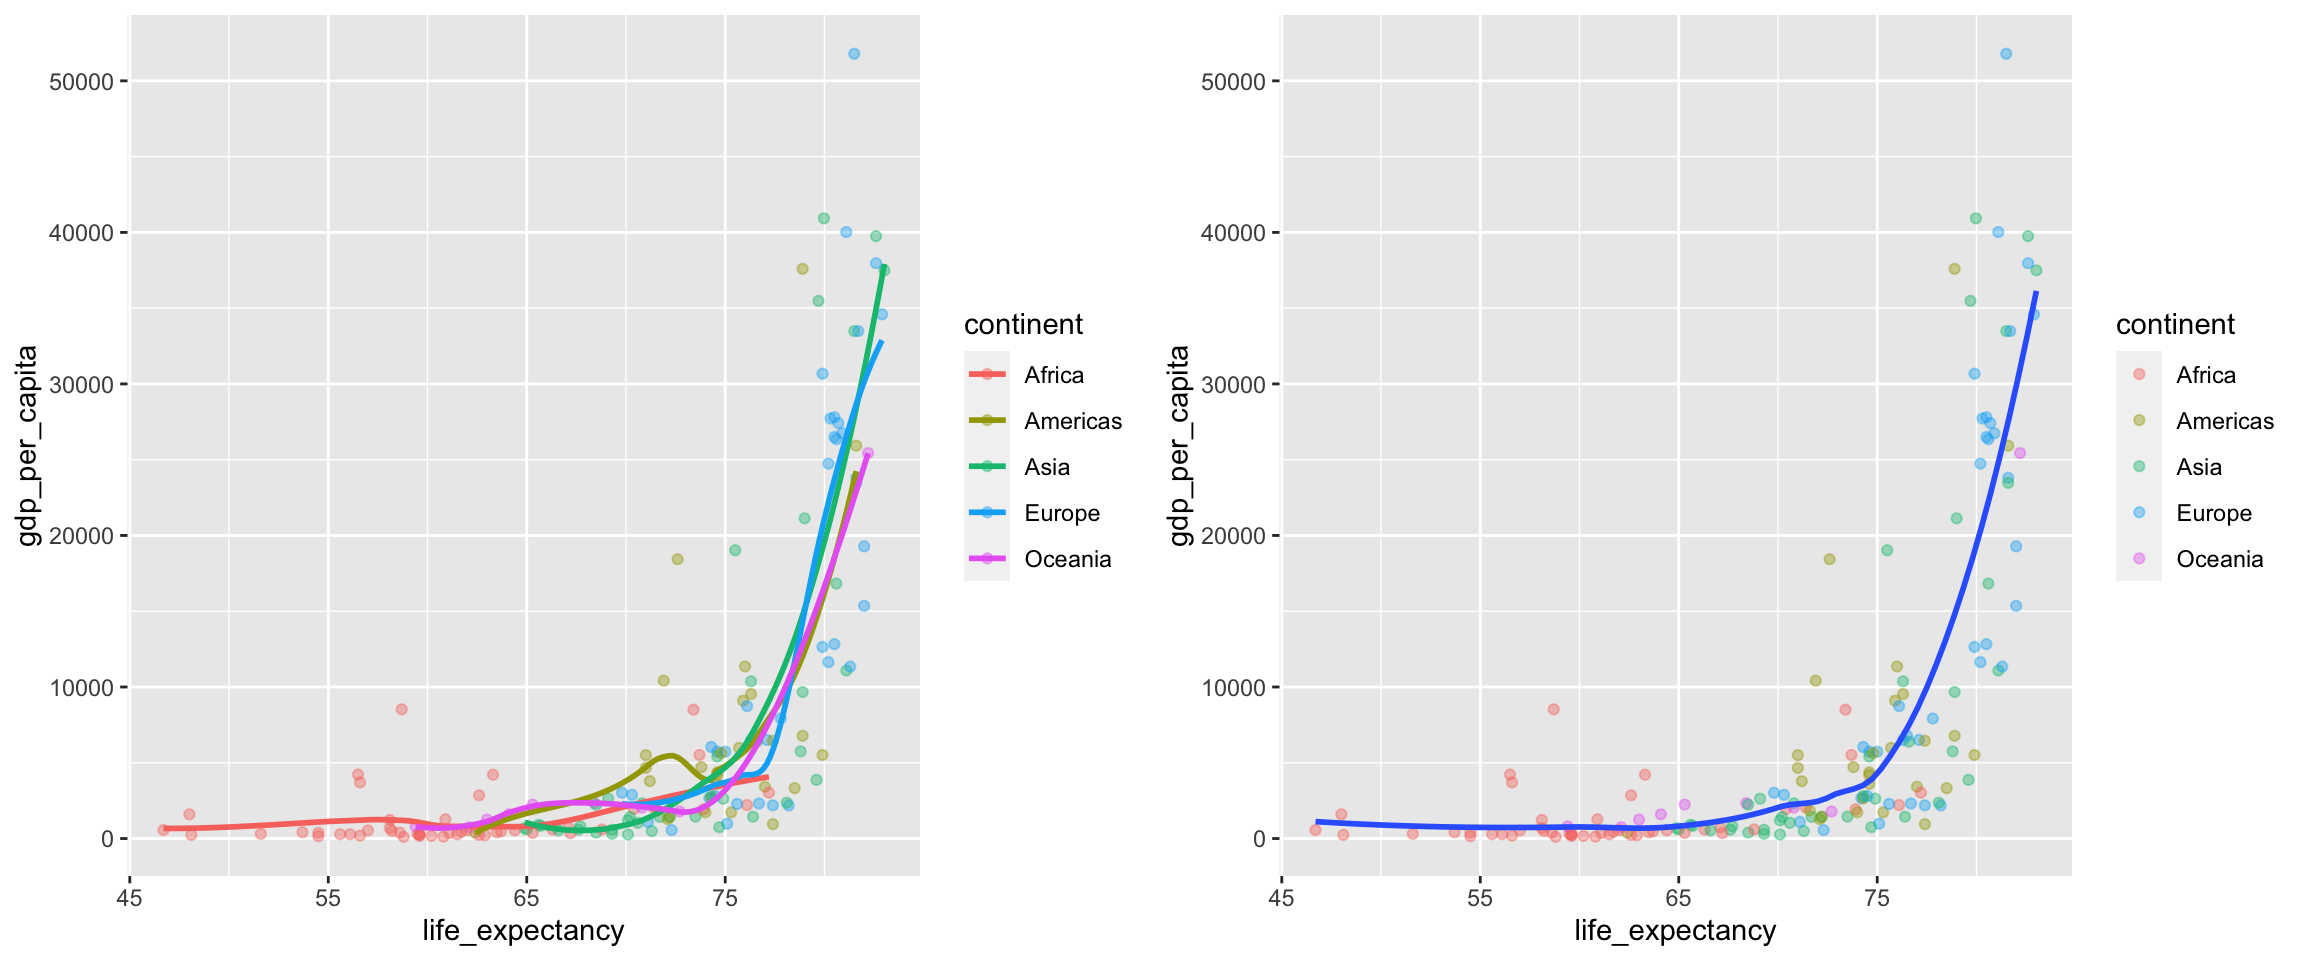 gdp_per_capita
50000
40000
30000
20000
10000
0
45 55 65 75
life_expectancy
continent
Africa
Americas
Asia
Europe
Oceania
gdp_per_capita
50000
40000
30000
20000
10000
0
45 55 65 75
life_expectancy
continent
Africa
Americas
Asia
Europe
Oceania